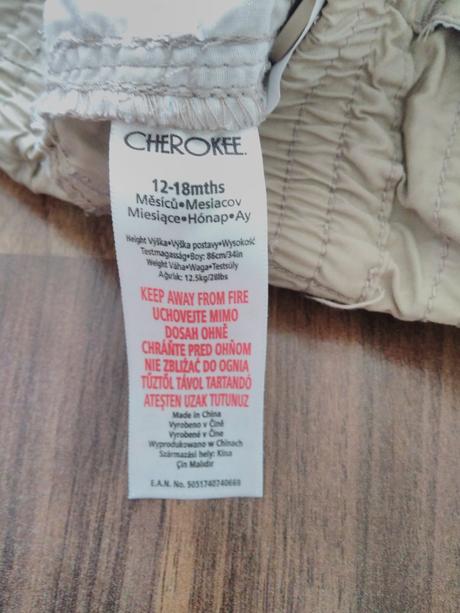 CHEROKEE.
12-18mths
Měsíců•Mesiacov
Miesiące•Hónap•Ay
Height Výška•Výška postavy•Wysokość
Testmagasság•Boy: 86cm/34in
Weight Váha•Waga•Testsúly
Ağırlık: 12.5kg/28lbs
KEEP AWAY FROM FIRE
UCHOVEJTE MIMO
DOSAH OHNĚ
CHRÁŇTE PRED OHŇOM
NIE ZBLIŻAĆ DO OGNIA
TŰZTŐL TÁVOL TARTANDÓ
ATEŞTEN UZAK TUTUNUZ
Made in China
Vyrobeno v Číně
Vyrobené v Číne
Wyprodukowano w Chinach
Származási hely: Kína
Çin Malıdır
E.A.N. No. 5051740740669